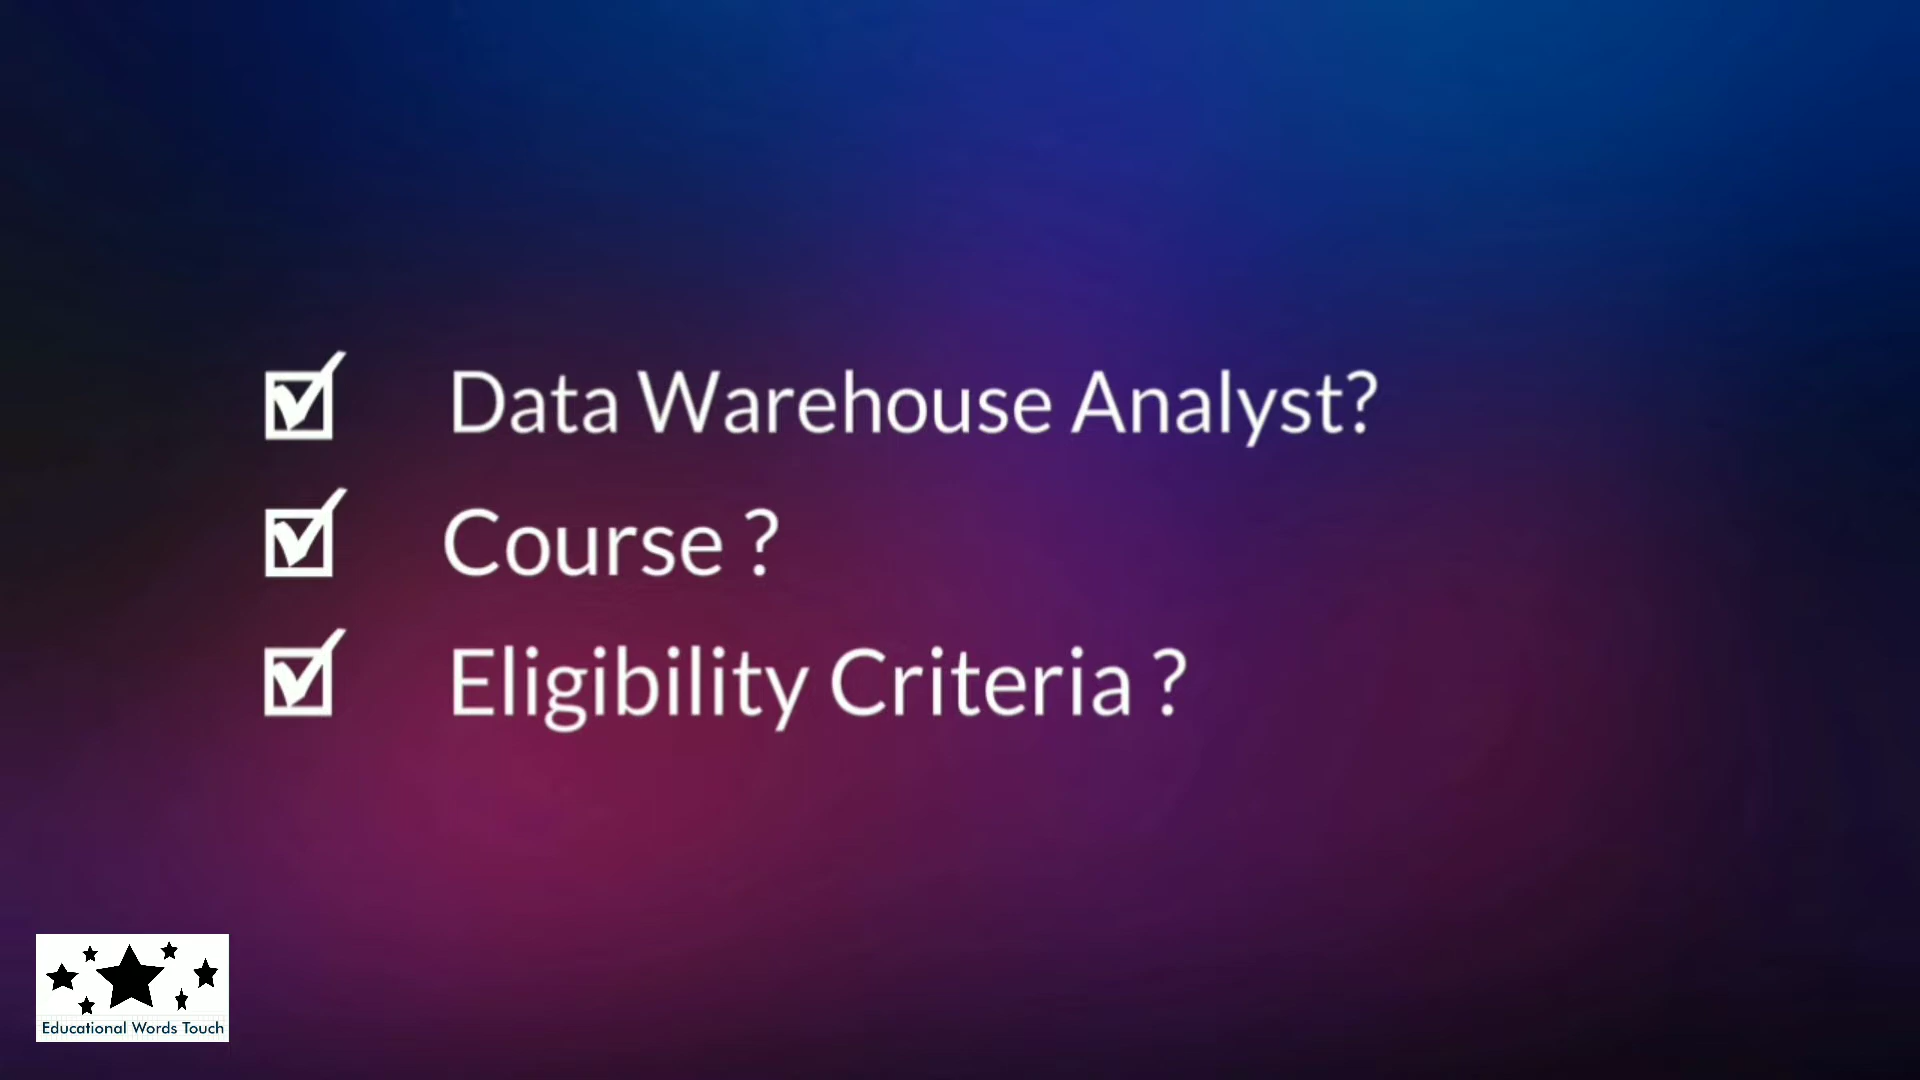 Data Warehouse Analyst?
Course ?
Eligibility Criteria ?
Educational Words Touch